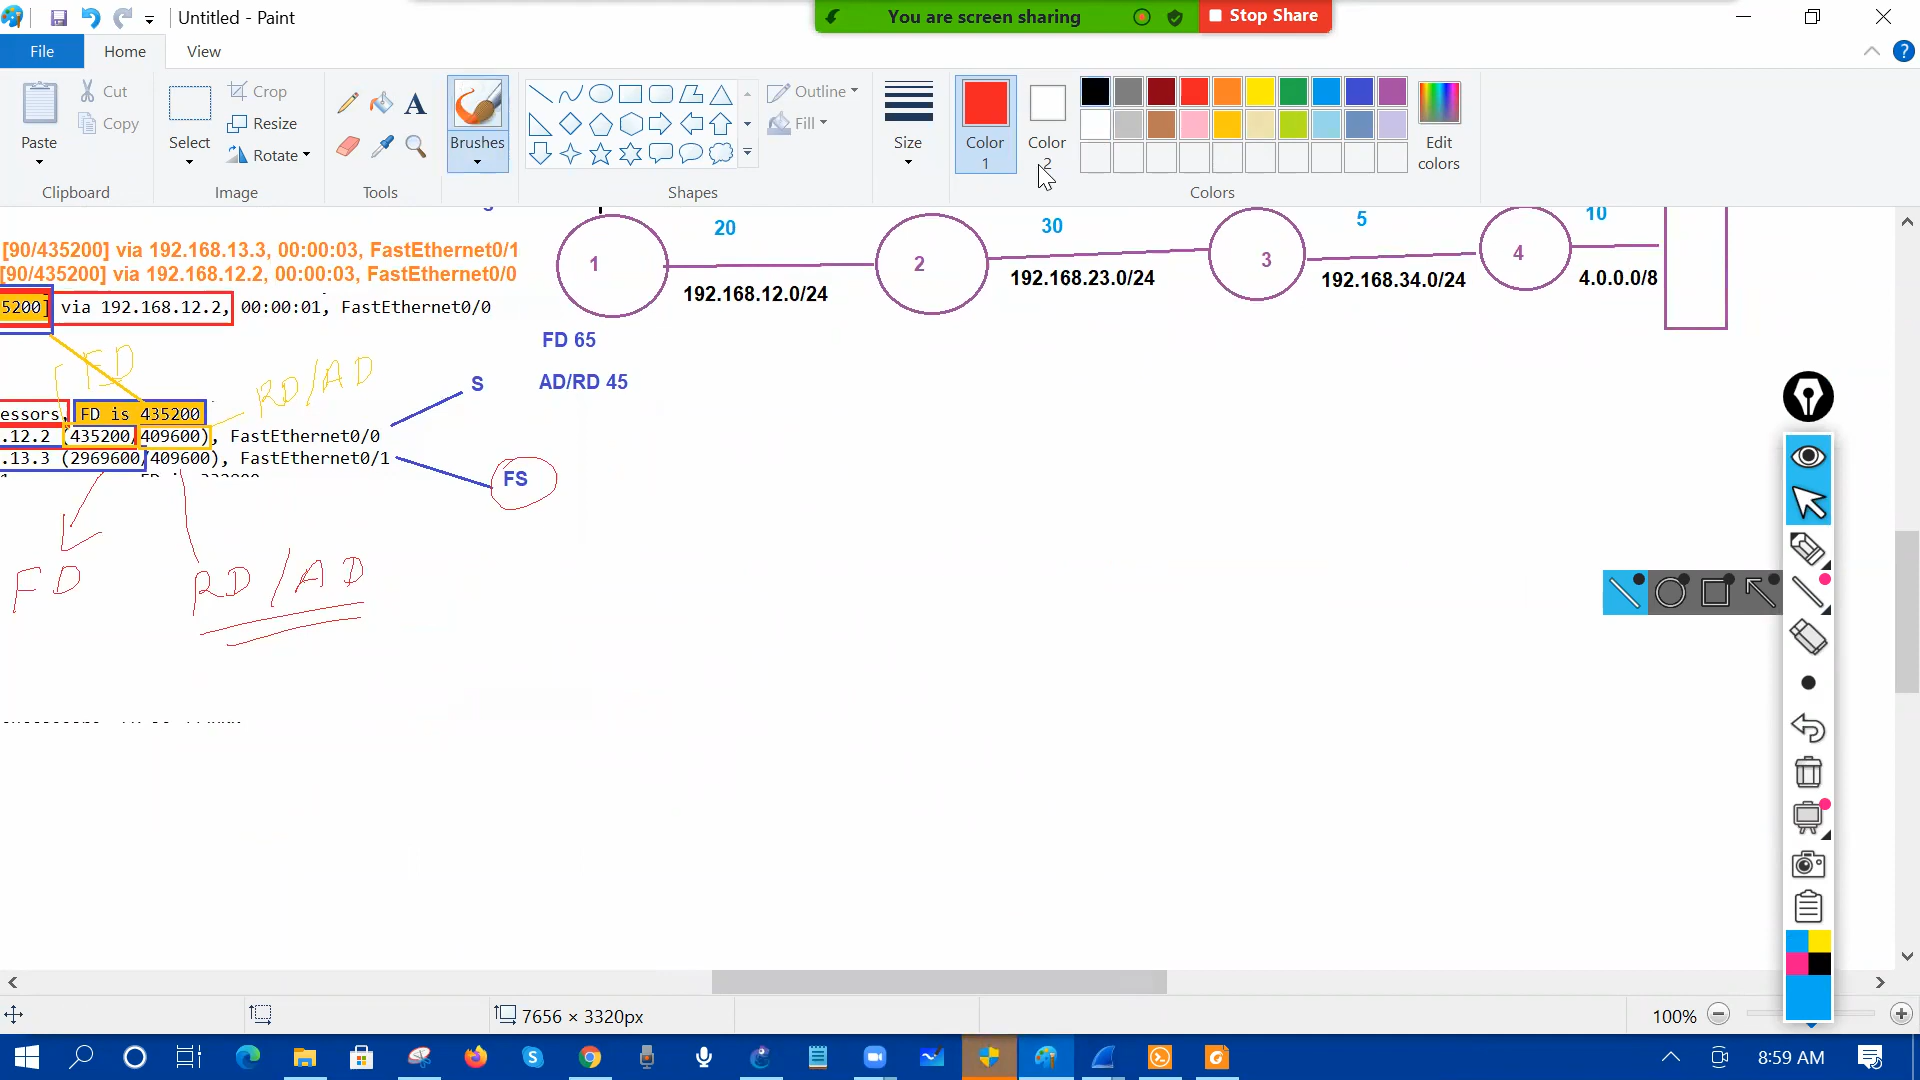 Untitled - Paint
You are screen sharing
Stop Share
File
Home
View
Paste
Cut
Copy
Clipboard
Select
Crop
Resize
Rotate
Image
A
Tools
Brushes
Shapes
Outline
Fill
Size
Color 1
Color 2
Edit colors
Colors
[90/435200] via 192.168.13.3, 00:00:03, FastEthernet0/1
[90/435200] via 192.168.12.2, 00:00:03, FastEthernet0/0
5200] via 192.168.12.2, 00:00:01, FastEthernet0/0
FD
RD/AD
essors, FD is 435200
.12.2 (435200/409600), FastEthernet0/0
.13.3 (2969600/409600), FastEthernet0/1
S
FS
FD
RD/AD
20
30
5
10
1
2
3
4
192.168.12.0/24
192.168.23.0/24
192.168.34.0/24
4.0.0.0/8
FD 65
AD/RD 45
7656 × 3320px
100%
8:59 AM